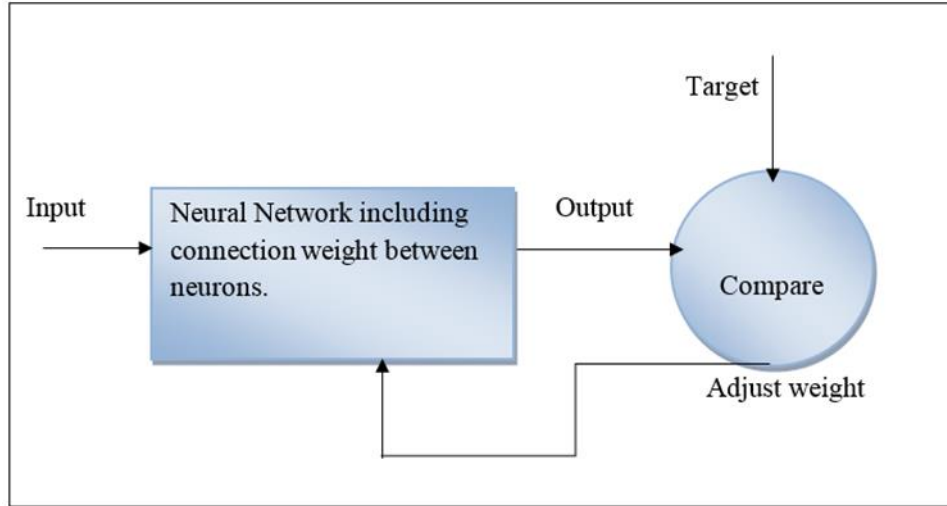 Target
Input
Neural Network including
connection weight between
neurons.
Output
Compare
Adjust weight